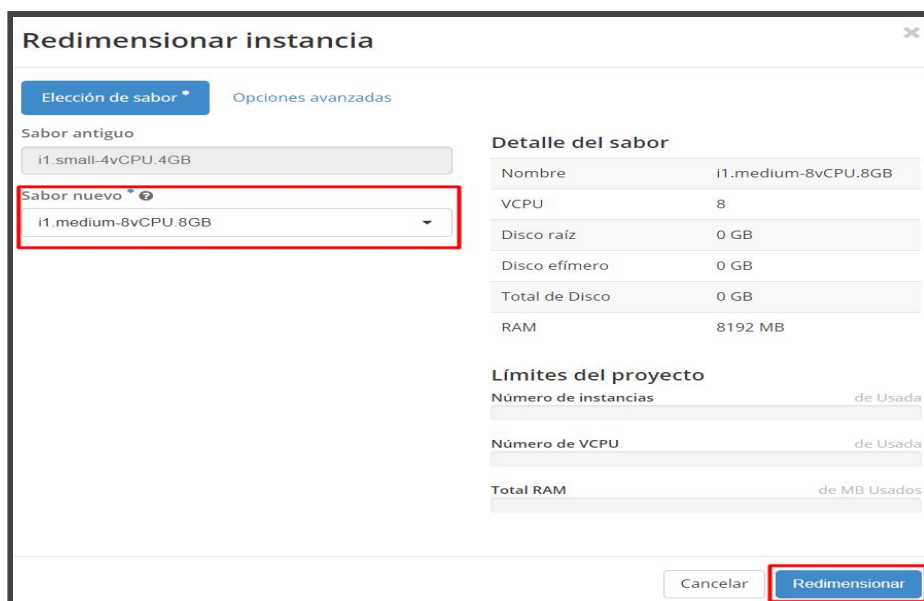 Redimensionar instancia
×
Elección de sabor *
Opciones avanzadas
Sabor antiguo
i1.small-4vCPU.4GB
Sabor nuevo *
i1.medium-8vCPU.8GB
Detalle del sabor
Nombre i1.medium-8vCPU.8GB
VCPU 8
Disco raíz 0 GB
Disco efímero 0 GB
Total de Disco 0 GB
RAM 8192 MB
Límites del proyecto
Número de instancias de Usada
Número de VCPU de Usada
Total RAM de MB Usados
Cancelar
Redimensionar